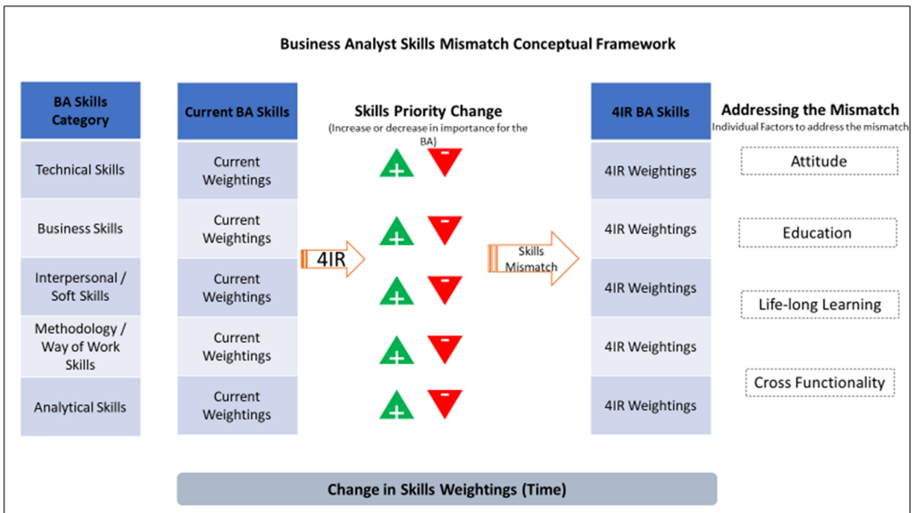 Business Analyst Skills Mismatch Conceptual Framework
BA Skills
Category
Technical Skills
Business Skills
Interpersonal /
Soft Skills
Methodology /
Way of Work
Skills
Analytical Skills
Current BA Skills
Current
Weightings
Current
Weightings
Current
Weightings
Current
Weightings
Current
Weightings
4IR
Skills Priority Change
(Increase or decrease in importance for the
BA)
+ -
+ -
+ -
+ -
+ -
Skills
Mismatch
4IR BA Skills
4IR Weightings
4IR Weightings
4IR Weightings
4IR Weightings
4IR Weightings
Addressing the Mismatch
Individual Factors to address the mismatch
Attitude
Education
Life-long Learning
Cross Functionality
Change in Skills Weightings (Time)